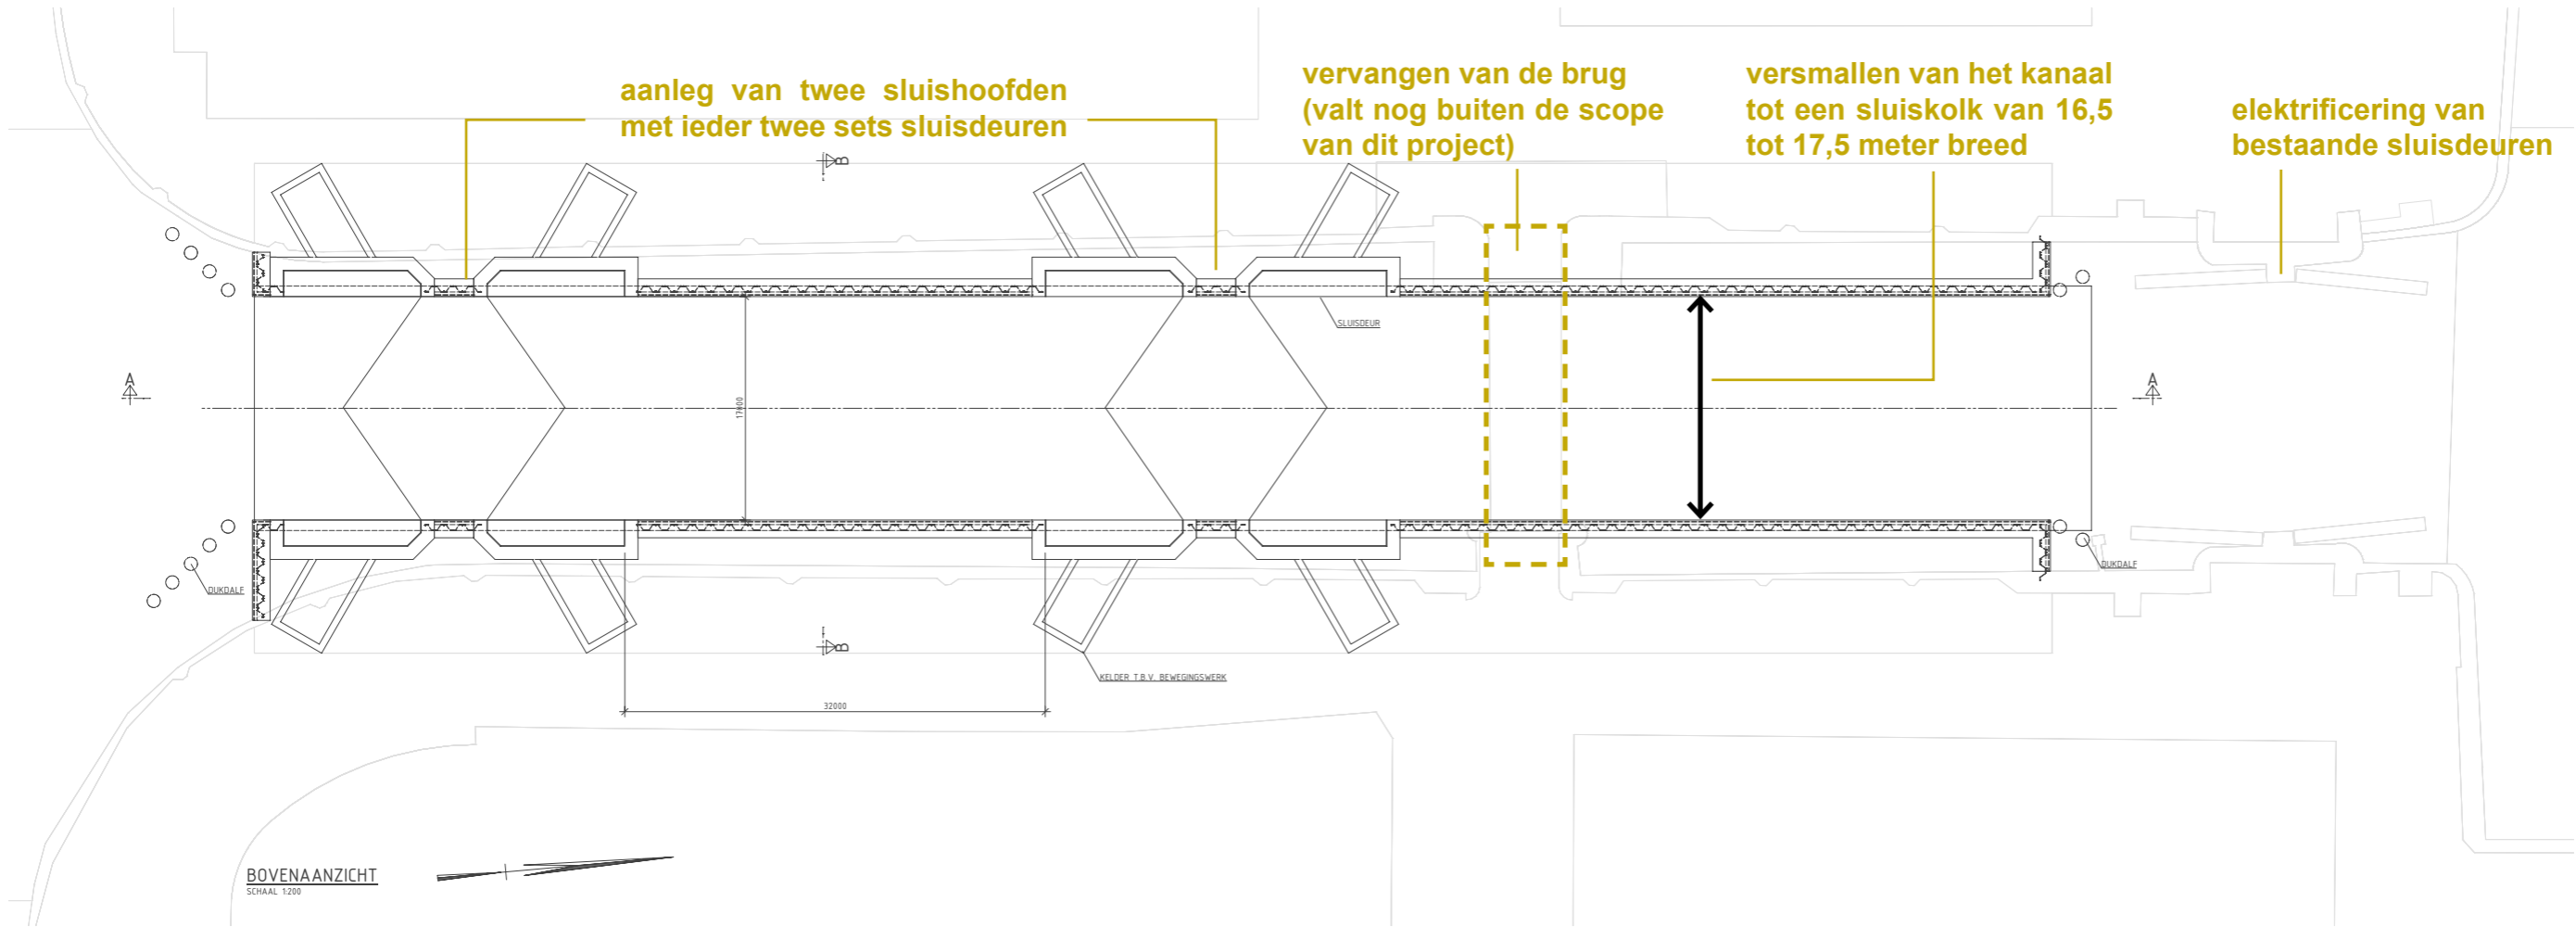 aanleg van twee sluishoofden
met ieder twee sets sluisdeuren
vervangen van de brug
(valt nog buiten de scope
van dit project)
versmallen van het kanaal
tot een sluiskolk van 16,5
tot 17,5 meter breed
elektrificering van
bestaande sluisdeuren
B
SLUISDEUR
A
A
17000
DUKDALF
DUKDALF
B
KELDER T.B.V. BEWEGINGSWERK
32000
BOVENAANZICHT
SCHAAL 1:200